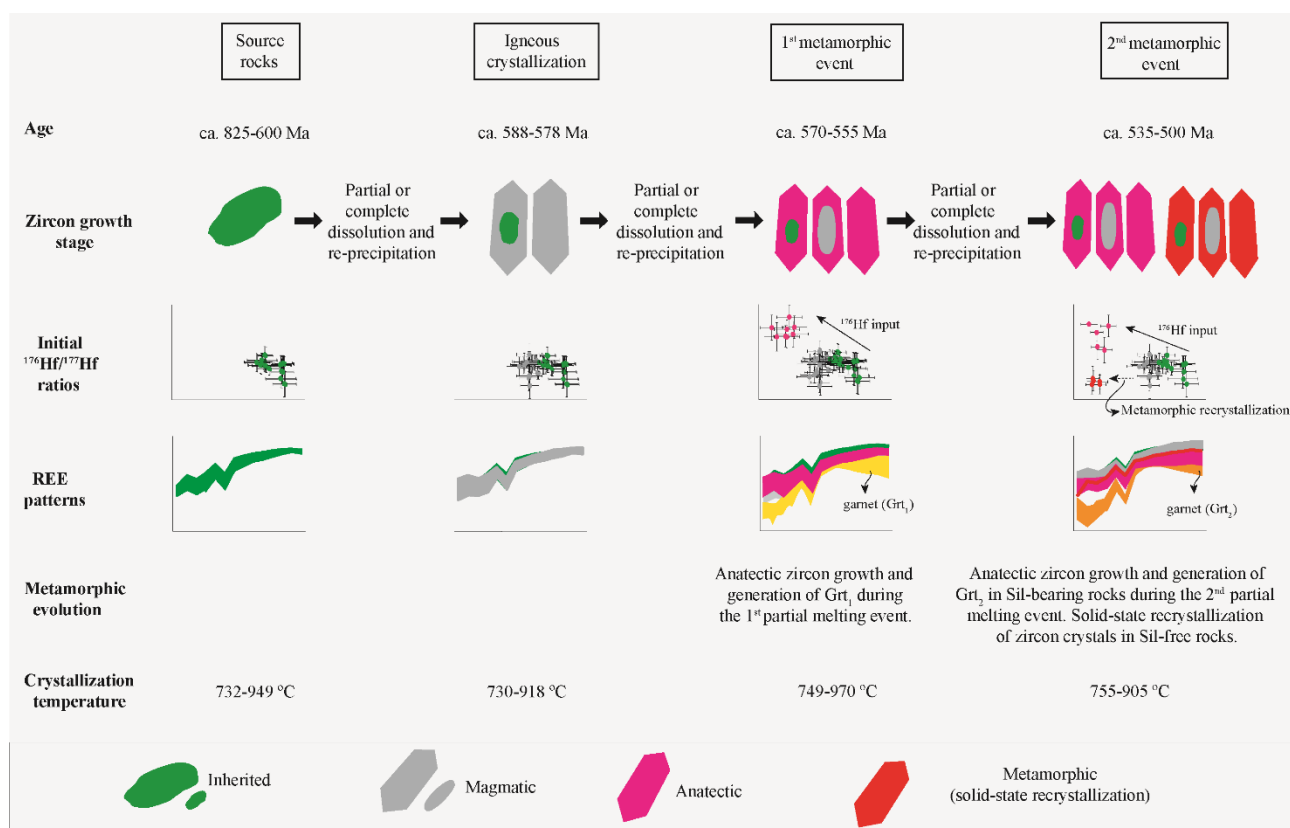 Source
rocks
Igneous
crystallization
1st metamorphic
event
2nd metamorphic
event
Age
ca. 825-600 Ma
ca. 588-578 Ma
ca. 570-555 Ma
ca. 535-500 Ma
Zircon growth
stage
Partial or
complete
dissolution and
re-precipitation
Partial or
complete
dissolution and
re-precipitation
Partial or
complete
dissolution and
re-precipitation
Initial
176Hf/177Hf
ratios
176Hf input
176Hf input
Metamorphic recrystallization
REE
patterns
garnet (Grt1)
garnet (Grt2)
Metamorphic
evolution
Anatectic zircon growth and
generation of Grt1 during
the 1st partial melting event.
Anatectic zircon growth and generation of
Grt2 in Sil-bearing rocks during the 2nd partial
melting event. Solid-state recrystallization
of zircon crystals in Sil-free rocks.
Crystallization
temperature
732-949 ºC
730-918 ºC
749-970 ºC
755-905 ºC
Inherited
Magmatic
Anatectic
Metamorphic
(solid-state recrystallization)